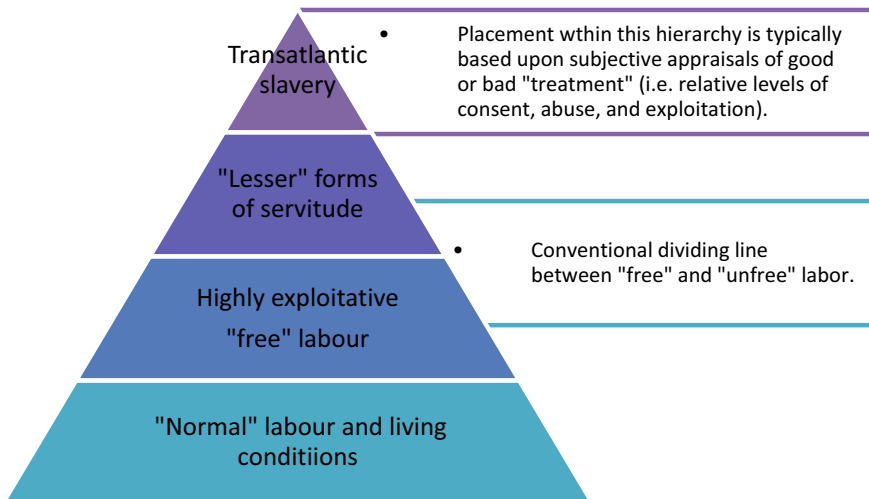 Transatlantic
slavery
• Placement wthin this hierarchy is typically
based upon subjective appraisals of good
or bad "treatment" (i.e. relative levels of
consent, abuse, and exploitation).
"Lesser" forms
of servitude
• Conventional dividing line
between "free" and "unfree" labor.
Highly exploitative
"free" labour
"Normal" labour and living
conditiions